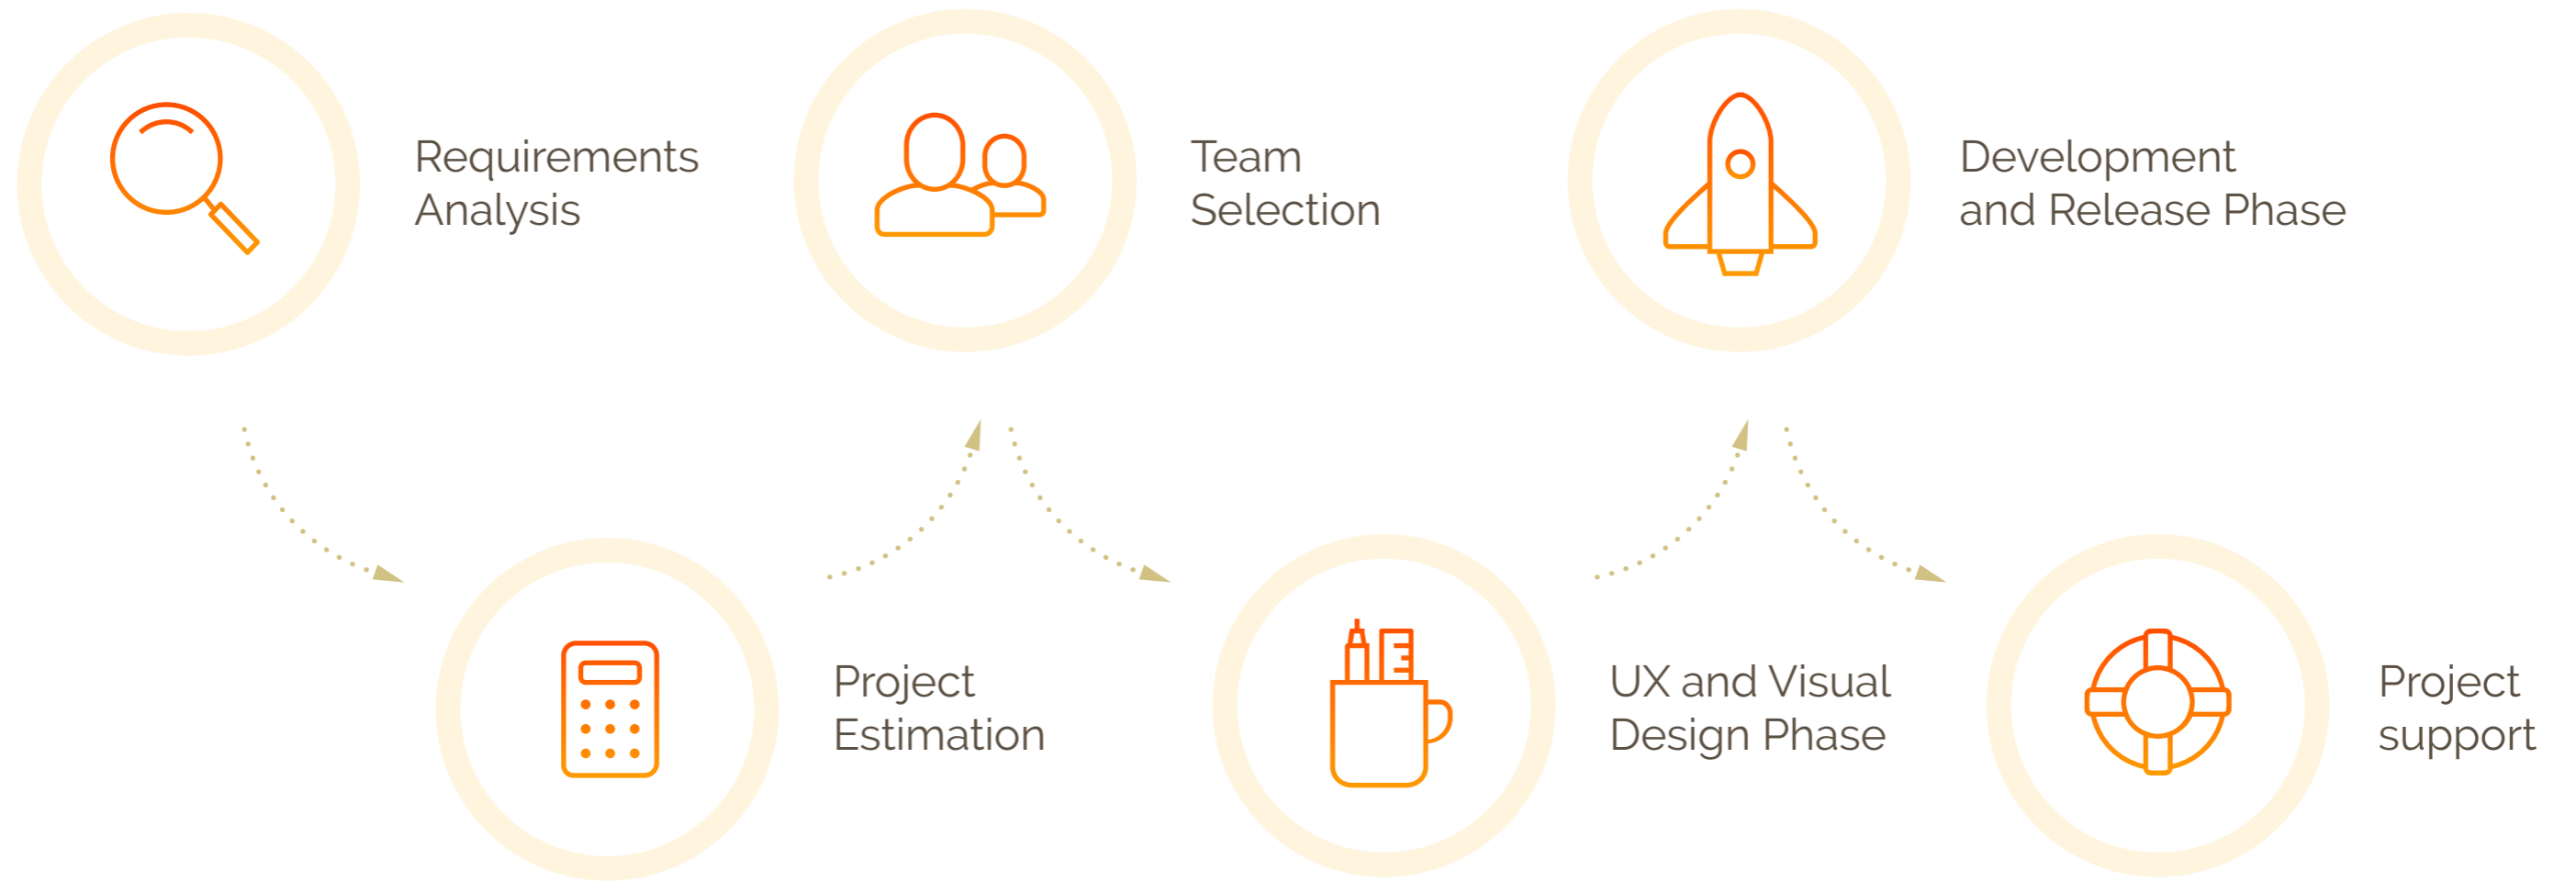 Requirements
Analysis
Project
Estimation
Team
Selection
UX and Visual
Design Phase
Development
and Release Phase
Project
support